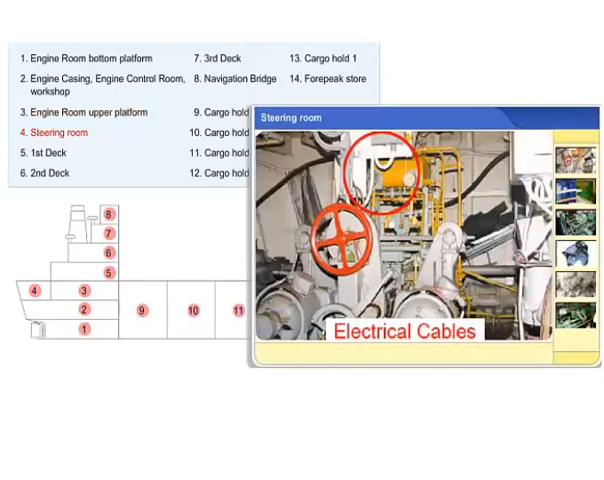 1. Engine Room bottom platform
2. Engine Casing, Engine Control Room,
workshop
3. Engine Room upper platform
4. Steering room
5. 1st Deck
6. 2nd Deck
7. 3rd Deck
8. Navigation Bridge
9. Cargo hold
10. Cargo hold
11. Cargo hold
12. Cargo hold
13. Cargo hold 1
14. Forepeak store
Steering room
Electrical Cables
8
7
6
5
4
3
2
1
9
10
11